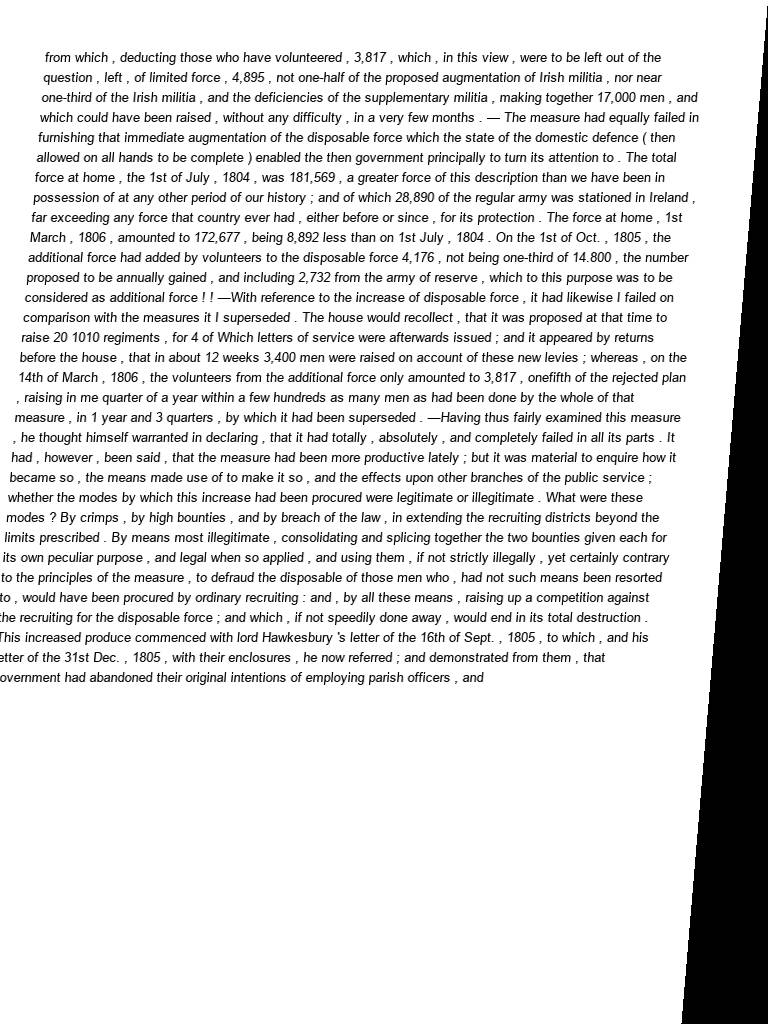 from which , deducting those who have volunteered , 3,817 , which , in this view , were to be left out of the
question , left , of limited force , 4,895 , not one-half of the proposed augmentation of Irish militia , nor near
one-third of the Irish militia , and the deficiencies of the supplementary militia , making together 17,000 men , and
which could have been raised , without any difficulty , in a very few months . — The measure had equally failed in
furnishing that immediate augmentation of the disposable force which the state of the domestic defence ( then
allowed on all hands to be complete ) enabled the then government principally to turn its attention to . The total
force at home , the 1st of July , 1804 , was 181,569 , a greater force of this description than we have been in
possession of at any other period of our history ; and of which 28,890 of the regular army was stationed in Ireland ,
far exceeding any force that country ever had , either before or since , for its protection . The force at home , 1st
March , 1806 , amounted to 172,677 , being 8,892 less than on 1st July , 1804 . On the 1st of Oct. , 1805 , the
additional force had added by volunteers to the disposable force 4,176 , not being one-third of 14.800 , the number
proposed to be annually gained , and including 2,732 from the army of reserve , which to this purpose was to be
considered as additional force ! ! —With reference to the increase of disposable force , it had likewise I failed on
comparison with the measures it I superseded . The house would recollect , that it was proposed at that time to
raise 20 1010 regiments , for 4 of Which letters of service were afterwards issued ; and it appeared by returns
before the house , that in about 12 weeks 3,400 men were raised on account of these new levies ; whereas , on the
14th of March , 1806 , the volunteers from the additional force only amounted to 3,817 , onefifth of the rejected plan
, raising in me quarter of a year within a few hundreds as many men as had been done by the whole of that
measure , in 1 year and 3 quarters , by which it had been superseded . —Having thus fairly examined this measure
, he thought himself warranted in declaring , that it had totally , absolutely , and completely failed in all its parts . It
had , however , been said , that the measure had been more productive lately ; but it was material to enquire how it
became so , the means made use of to make it so , and the effects upon other branches of the public service ;
whether the modes by which this increase had been procured were legitimate or illegitimate . What were these
modes ? By crimps , by high bounties , and by breach of the law , in extending the recruiting districts beyond the
limits prescribed . By means most illegitimate , consolidating and splicing together the two bounties given each for
its own peculiar purpose , and legal when so applied , and using them , if not strictly illegally , yet certainly contrary
to the principles of the measure , to defraud the disposable of those men who , had not such means been resorted
to , would have been procured by ordinary recruiting : and , by all these means , raising up a competition against
the recruiting for the disposable force ; and which , if not speedily done away , would end in its total destruction .
This increased produce commenced with lord Hawkesbury 's letter of the 16th of Sept. , 1805 , to which , and his
etter of the 31st Dec. , 1805 , with their enclosures , he now referred ; and demonstrated from them , that
overnment had abandoned their original intentions of employing parish officers , and